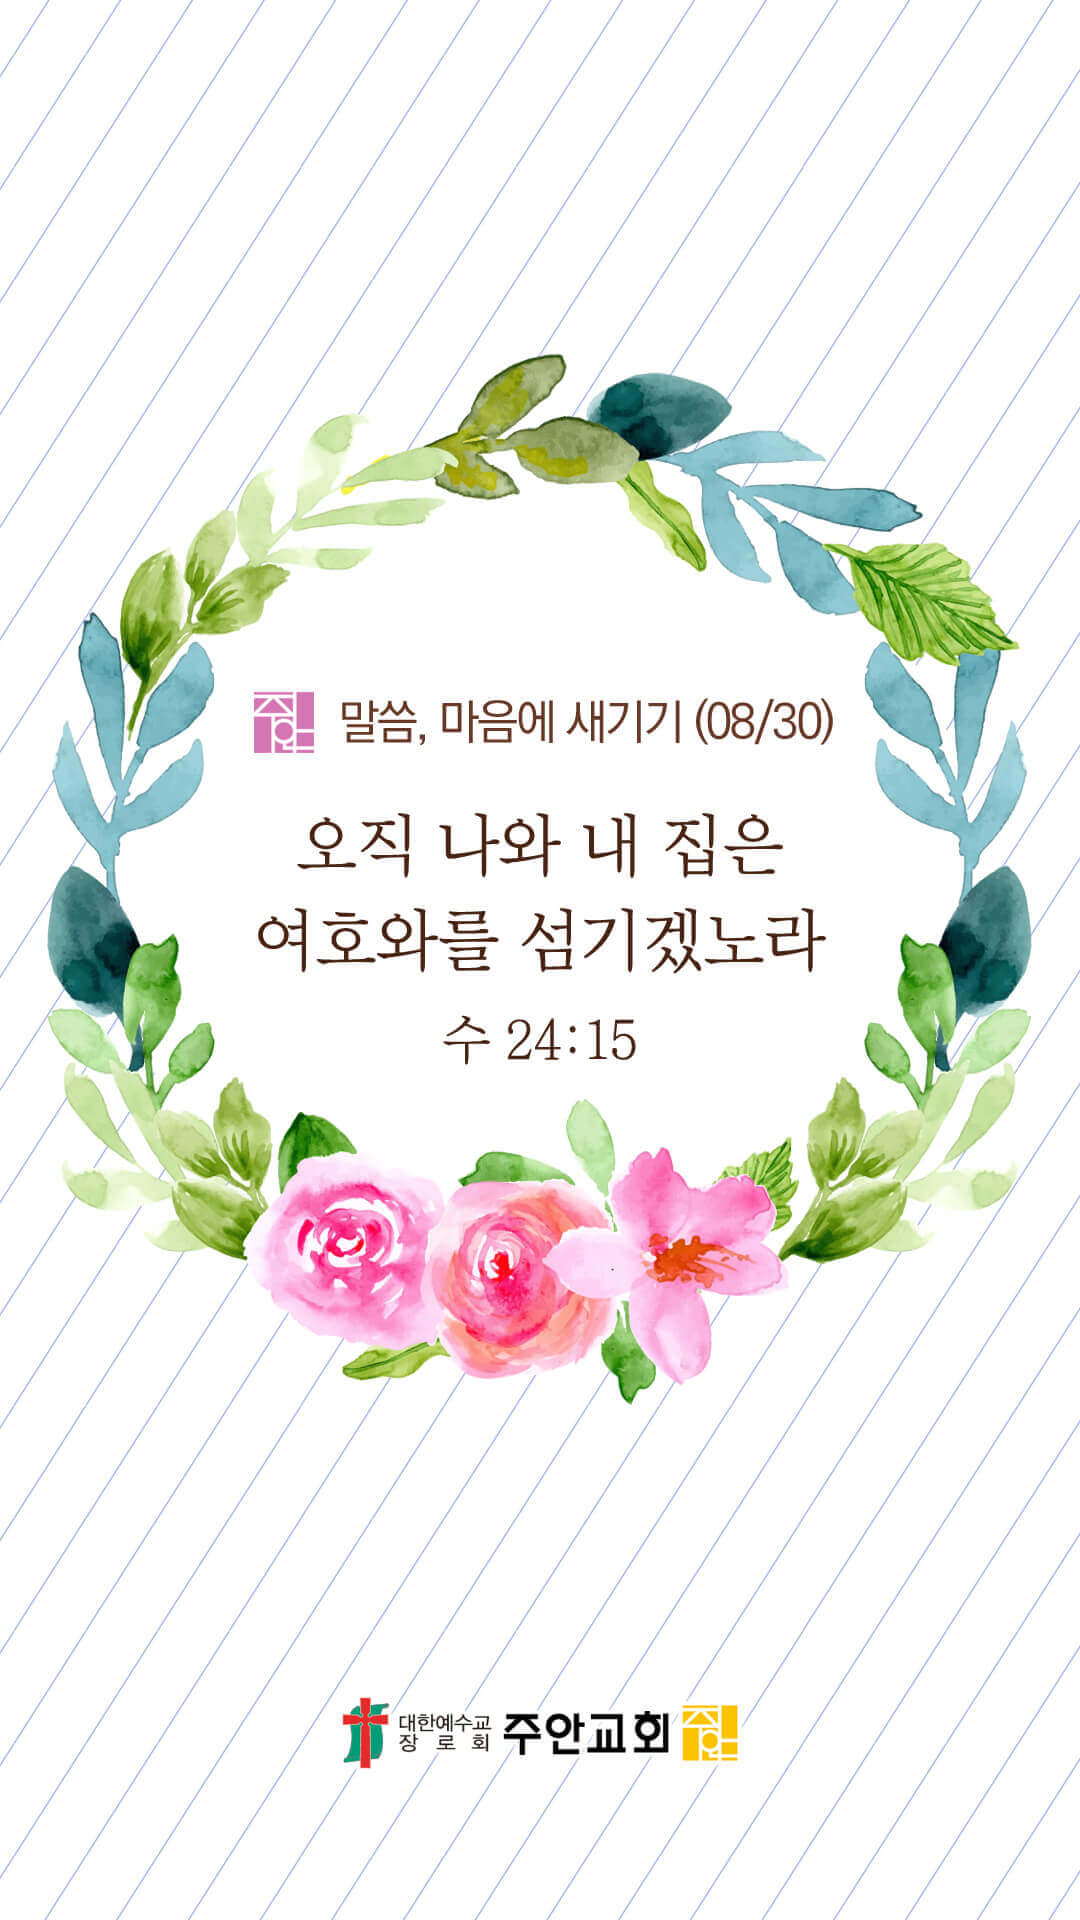 말씀, 마음에 새기기 (08/30)
오직 나와 내 집은
여호와를 섬기겠노라
수 24:15
대한예수교
장로회
주안교회